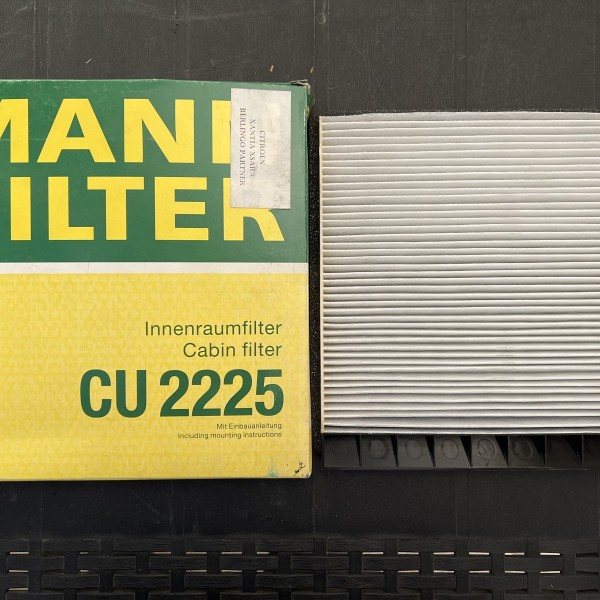 MANN
FILTER
CITROEN
XANTIA XSARA
BERLINGO PARTNER
Innenraumfilter
Cabin filter
CU 2225
Mit Einbauanleitung
Including mounting instructions